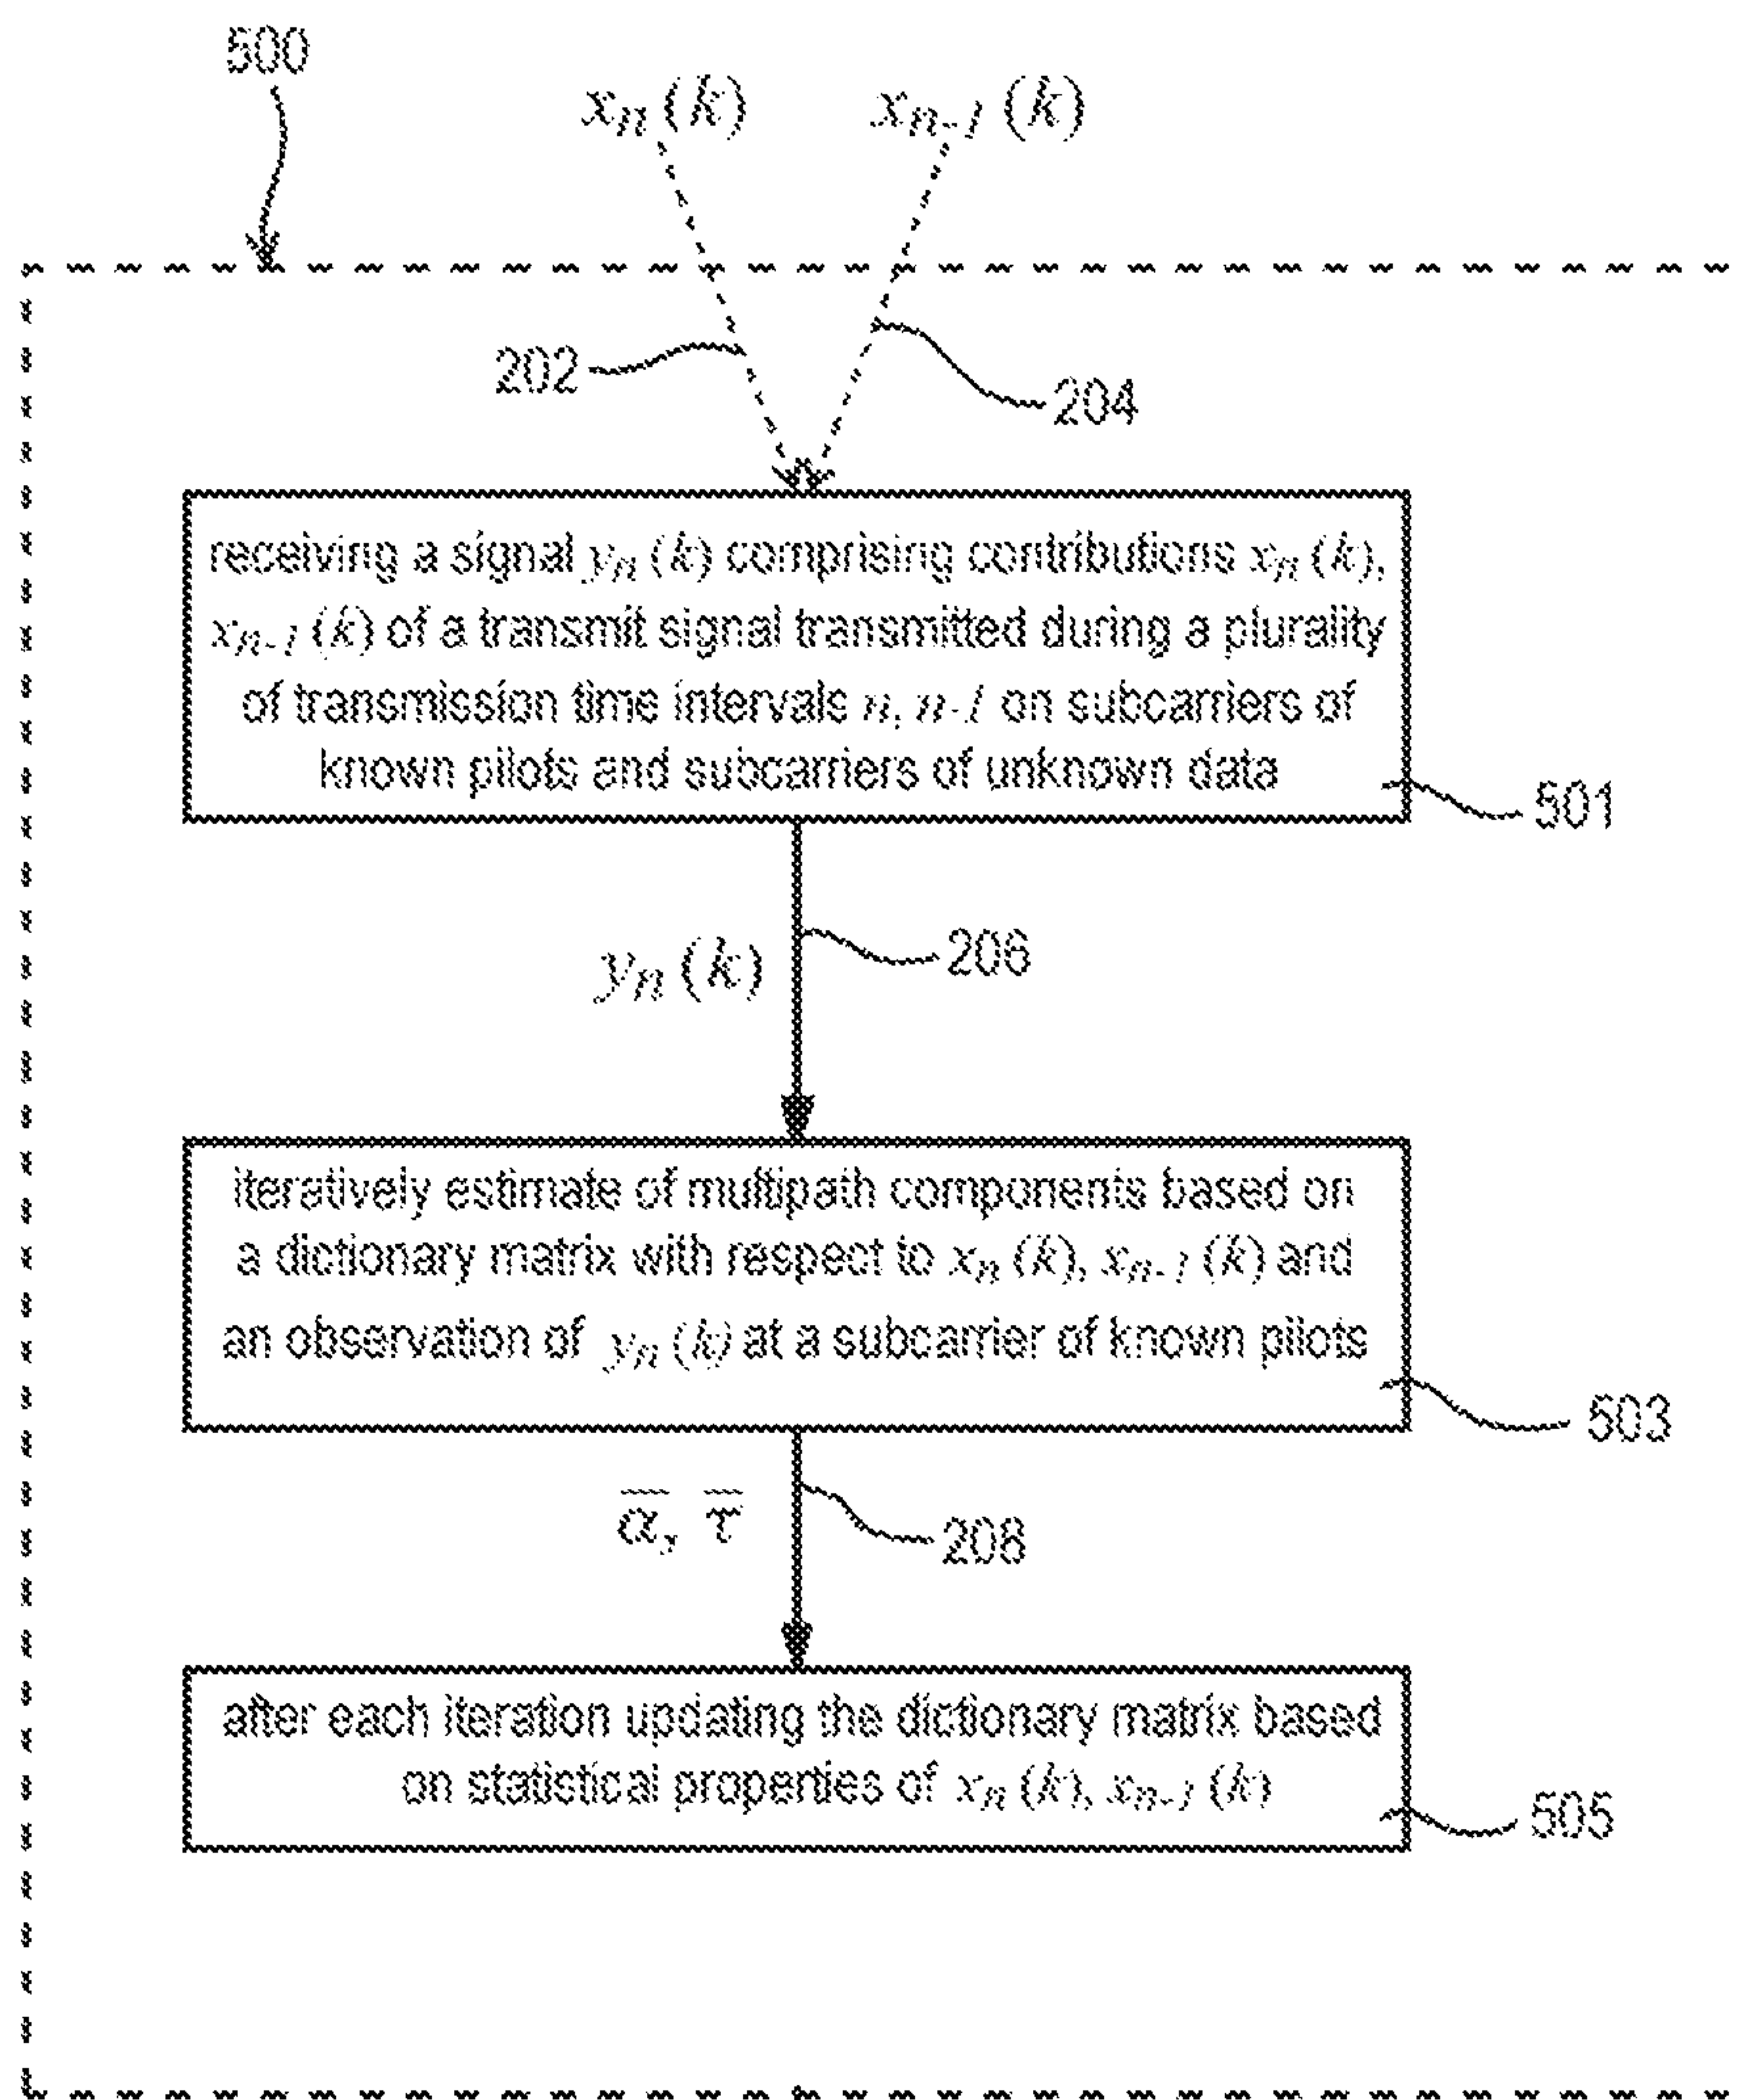 500
xₙ (k) xₙ₋₁ (k)
202
204
receiving a signal yₙ (k) comprising contributions xₙ (k),
xₙ₋₁ (k) of a transmit signal transmitted during a plurality
of transmission time intervals n, n-1 on subcarriers of
known pilots and subcarriers of unknown data
501
yₙ (k)
206
iteratively estimate of multipath components based on
a dictionary matrix with respect to xₙ (k), xₙ₋₁ (k) and
an observation of yₙ (k) at a subcarrier of known pilots
503
α̅, τ̅
208
after each iteration updating the dictionary matrix based
on statistical properties of xₙ (k), xₙ₋₁ (k)
505